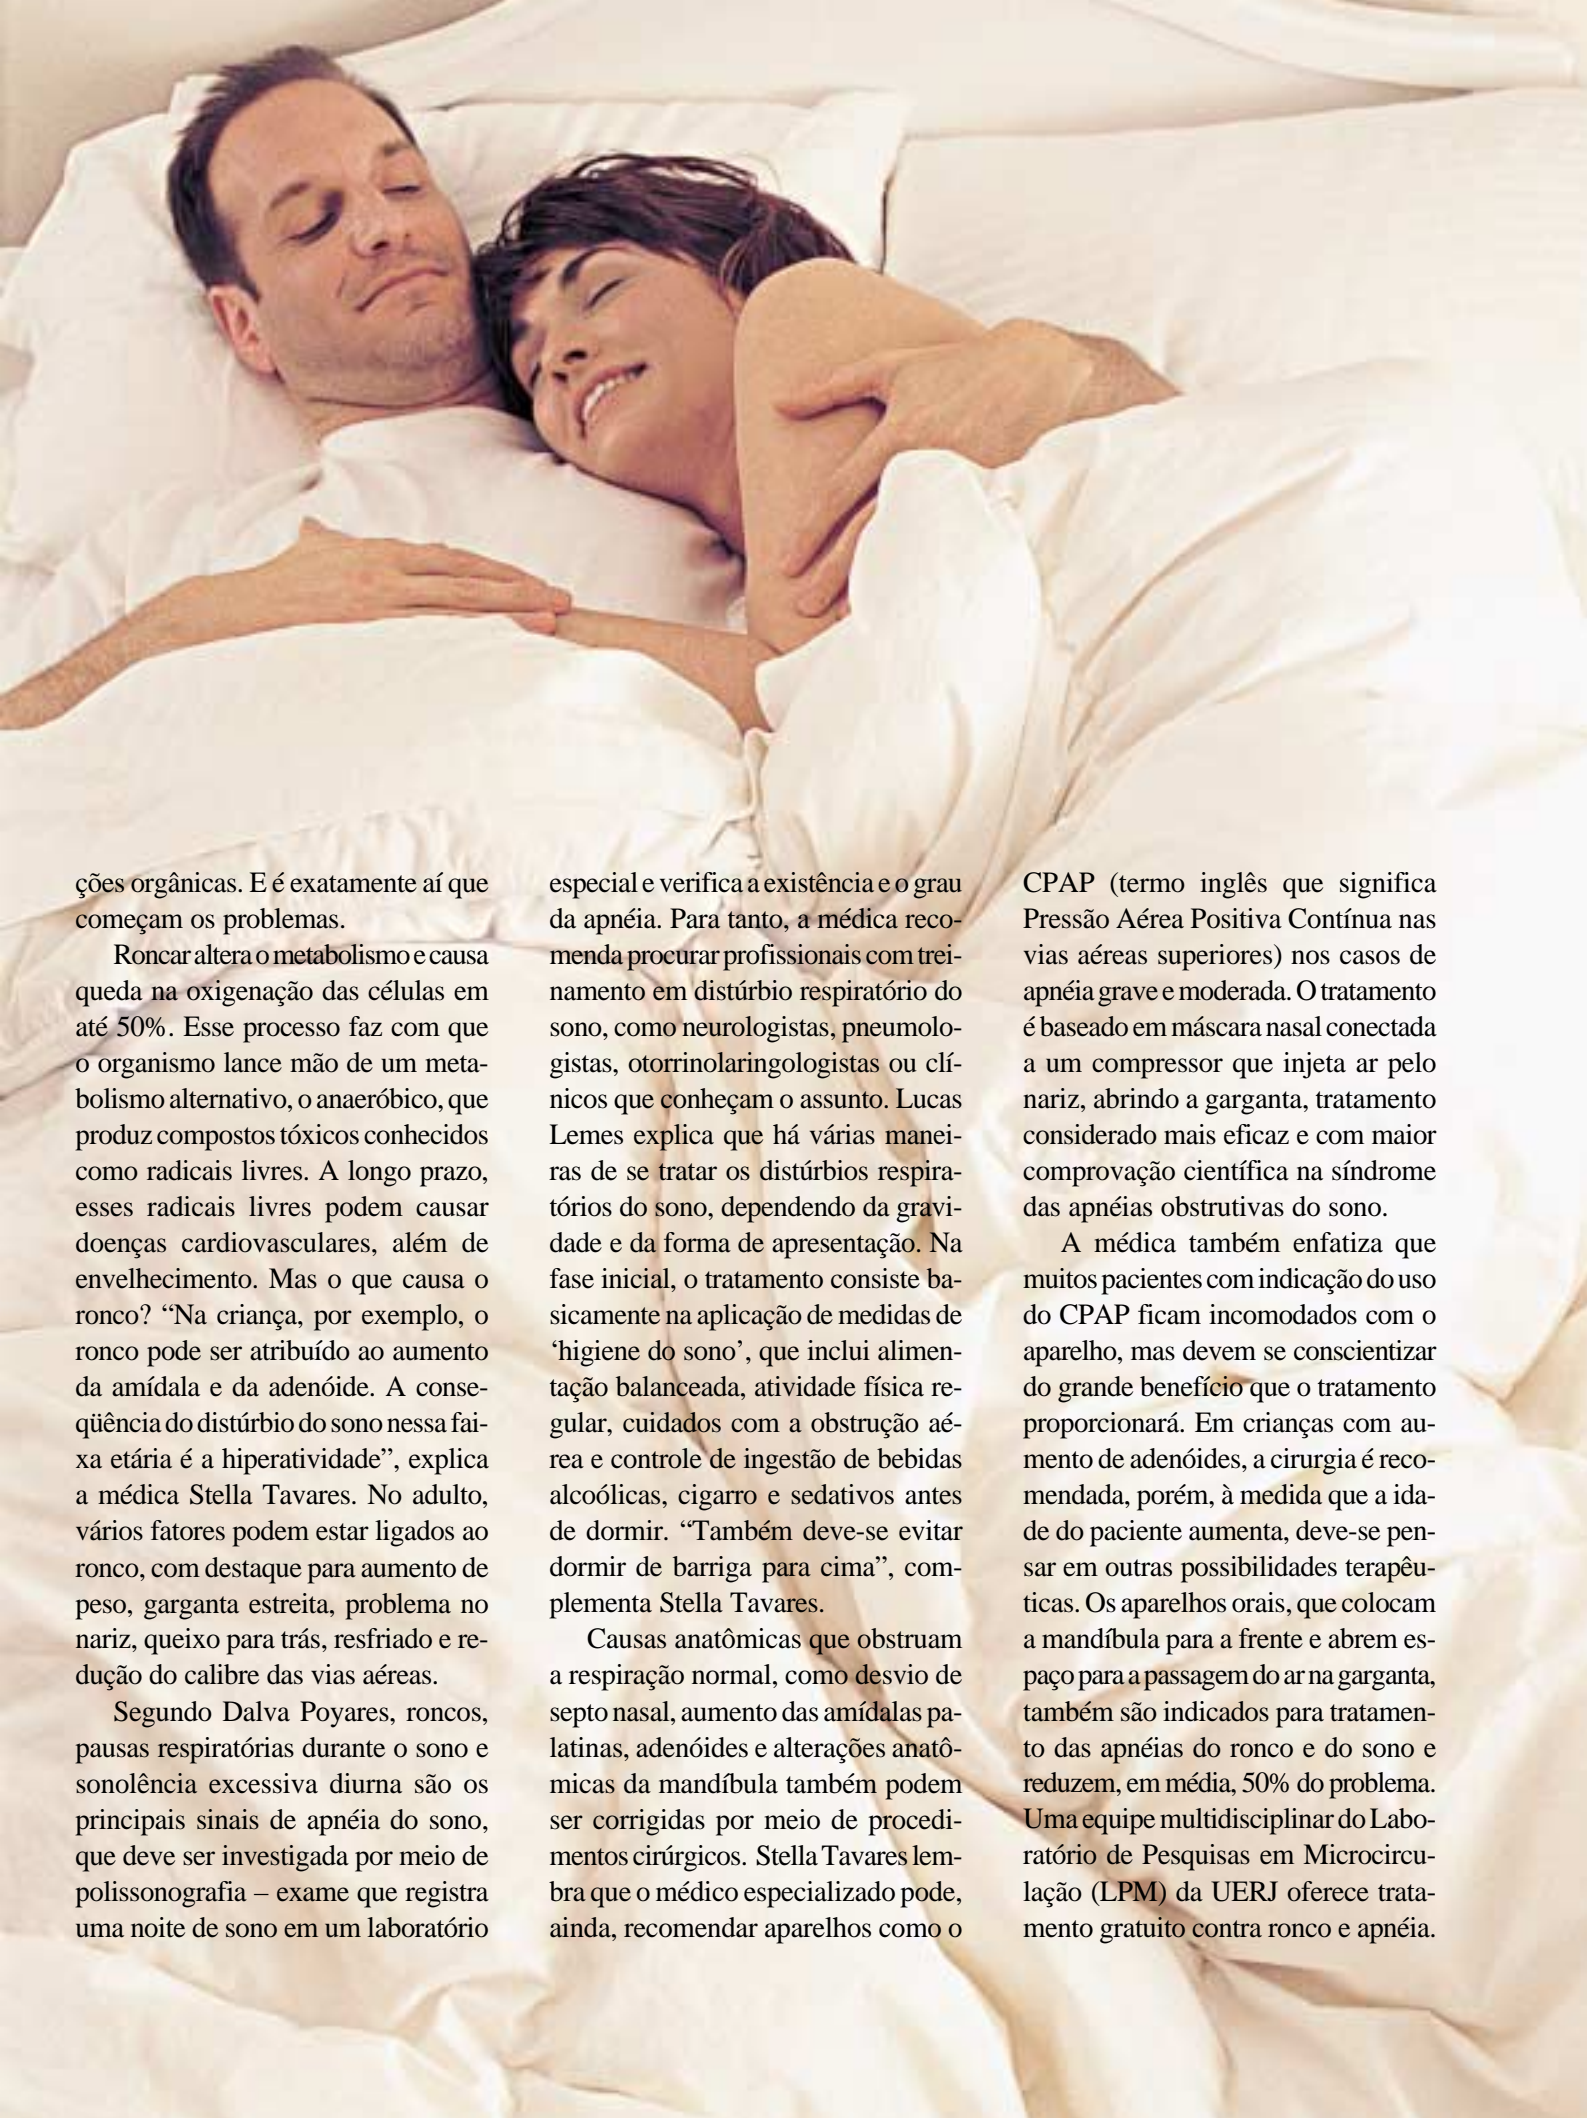 ções orgânicas. E é exatamente aí que
começam os problemas.
Roncar altera o metabolismo e causa
queda na oxigenação das células em
até 50%. Esse processo faz com que
o organismo lance mão de um meta-
bolismo alternativo, o anaeróbico, que
produz compostos tóxicos conhecidos
como radicais livres. A longo prazo,
esses radicais livres podem causar
doenças cardiovasculares, além de
envelhecimento. Mas o que causa o
ronco? “Na criança, por exemplo, o
ronco pode ser atribuído ao aumento
da amídala e da adenóide. A conse-
qüência do distúrbio do sono nessa fai-
xa etária é a hiperatividade”, explica
a médica Stella Tavares. No adulto,
vários fatores podem estar ligados ao
ronco, com destaque para aumento de
peso, garganta estreita, problema no
nariz, queixo para trás, resfriado e re-
dução do calibre das vias aéreas.
Segundo Dalva Poyares, roncos,
pausas respiratórias durante o sono e
sonolência excessiva diurna são os
principais sinais de apnéia do sono,
que deve ser investigada por meio de
polissonografia – exame que registra
uma noite de sono em um laboratório
especial e verifica a existência e o grau
da apnéia. Para tanto, a médica reco-
menda procurar profissionais com trei-
namento em distúrbio respiratório do
sono, como neurologistas, pneumolo-
gistas, otorrinolaringologistas ou clí-
nicos que conheçam o assunto. Lucas
Lemes explica que há várias manei-
ras de se tratar os distúrbios respira-
tórios do sono, dependendo da gravi-
dade e da forma de apresentação. Na
fase inicial, o tratamento consiste ba-
sicamente na aplicação de medidas de
‘higiene do sono’, que inclui alimen-
tação balanceada, atividade física re-
gular, cuidados com a obstrução aé-
rea e controle de ingestão de bebidas
alcoólicas, cigarro e sedativos antes
de dormir. “Também deve-se evitar
dormir de barriga para cima”, com-
plementa Stella Tavares.
Causas anatômicas que obstruam
a respiração normal, como desvio de
septo nasal, aumento das amídalas pa-
latinas, adenóides e alterações anatô-
micas da mandíbula também podem
ser corrigidas por meio de procedi-
mentos cirúrgicos. Stella Tavares lem-
bra que o médico especializado pode,
ainda, recomendar aparelhos como o
CPAP (termo inglês que significa
Pressão Aérea Positiva Contínua nas
vias aéreas superiores) nos casos de
apnéia grave e moderada. O tratamento
é baseado em máscara nasal conectada
a um compressor que injeta ar pelo
nariz, abrindo a garganta, tratamento
considerado mais eficaz e com maior
comprovação científica na síndrome
das apnéias obstrutivas do sono.
A médica também enfatiza que
muitos pacientes com indicação do uso
do CPAP ficam incomodados com o
aparelho, mas devem se conscientizar
do grande benefício que o tratamento
proporcionará. Em crianças com au-
mento de adenóides, a cirurgia é reco-
mendada, porém, à medida que a ida-
de do paciente aumenta, deve-se pen-
sar em outras possibilidades terapêu-
ticas. Os aparelhos orais, que colocam
a mandíbula para a frente e abrem es-
paço para a passagem do ar na garganta,
também são indicados para tratamen-
to das apnéias do ronco e do sono e
reduzem, em média, 50% do problema.
Uma equipe multidisciplinar do Labo-
ratório de Pesquisas em Microcircu-
lação (LPM) da UERJ oferece trata-
mento gratuito contra ronco e apnéia.